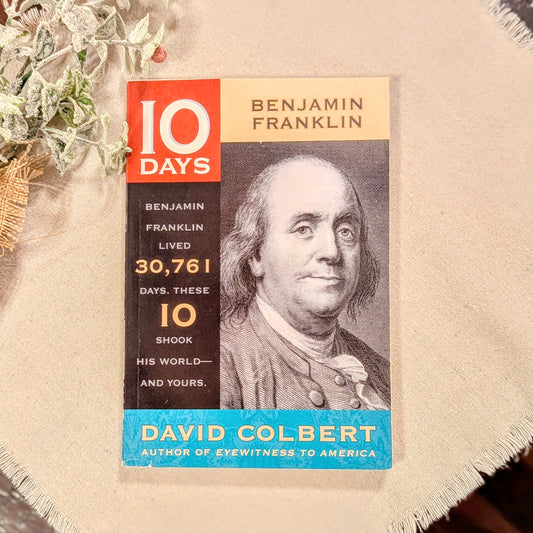 10
DAYS
BENJAMIN
FRANKLIN
BENJAMIN
FRANKLIN
LIVED
30,761
DAYS. THESE
10
SHOOK
HIS WORLD—
AND YOURS.
DAVID COLBERT
AUTHOR OF EYEWITNESS TO AMERICA